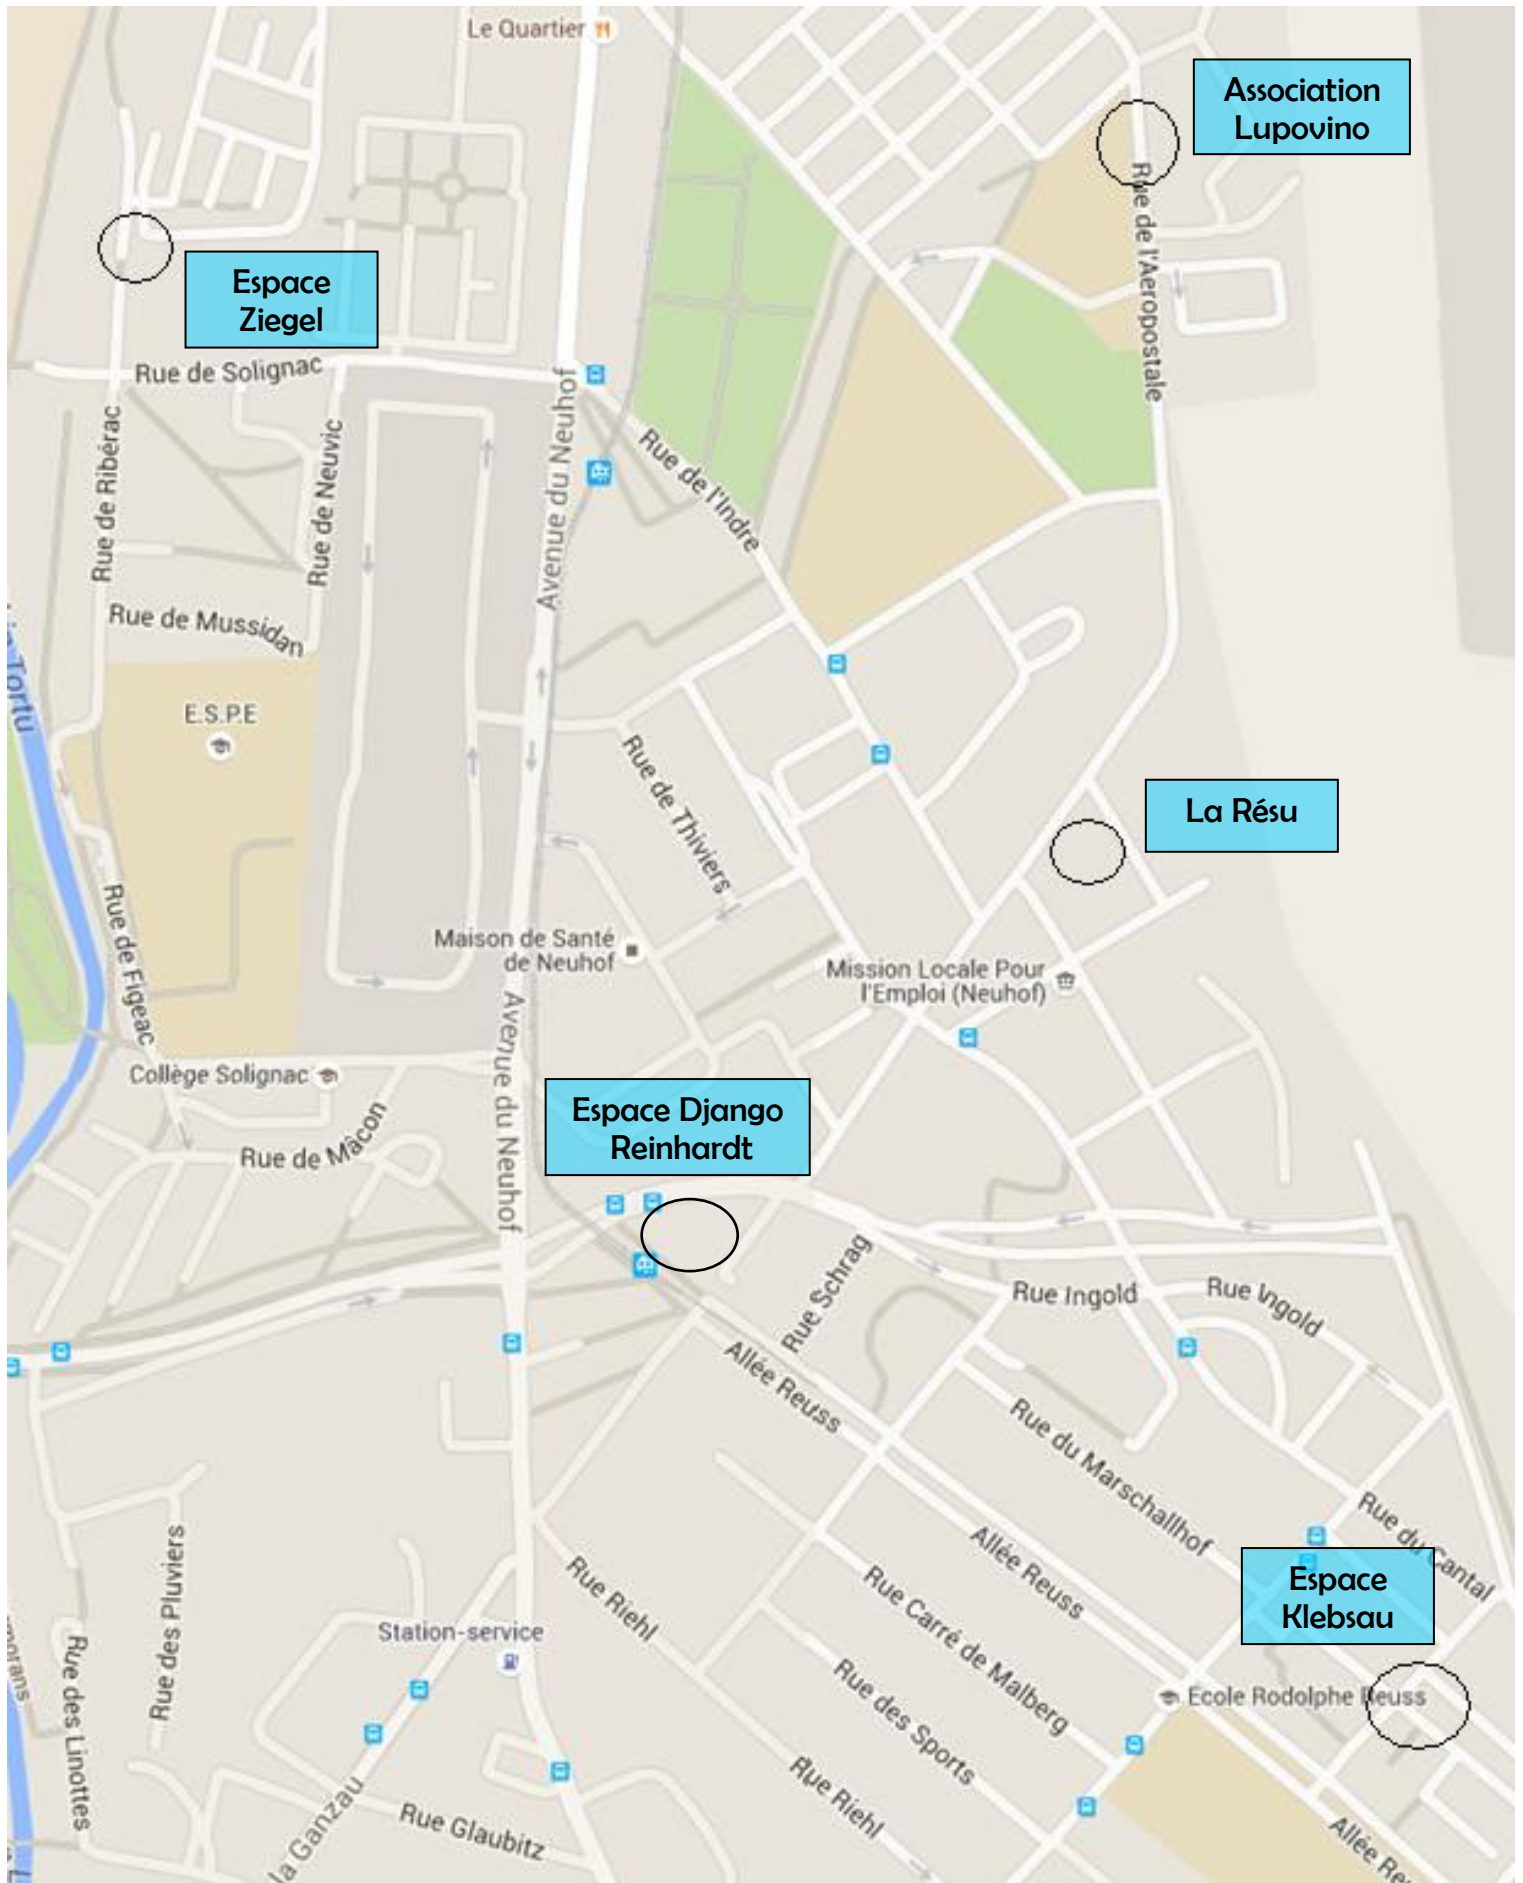 Le Quartier
Association
Lupovino
Rue de l'Aéropostale
Espace
Ziegel
Rue de Solignac
Avenue du Neuhof
Rue de l'Indre
Rue de Ribérac
Rue de Neuvic
Rue de Mussidan
Tortu
E.S.P.E
Rue de Thiviers
La Résu
Rue de Figeac
Maison de Santé
de Neuhof
Mission Locale Pour
l'Emploi (Neuhof)
Avenue du Neuhof
Collège Solignac
Rue de Mâcon
Espace Django
Reinhardt
Rue Schrag
Rue Ingold
Rue Ingold
Allée Reuss
Rue du Marschallhof
Rue du Cantal
Allée Reuss
Rue des Pluviers
Rue Riehl
Rue Carré de Malberg
Espace
Klebsau
Station-service
Rue des Linottes
Rue des Sports
Ecole Rodolphe Reuss
Rue Riehl
la Ganzau
Rue Glaubitz
Allée